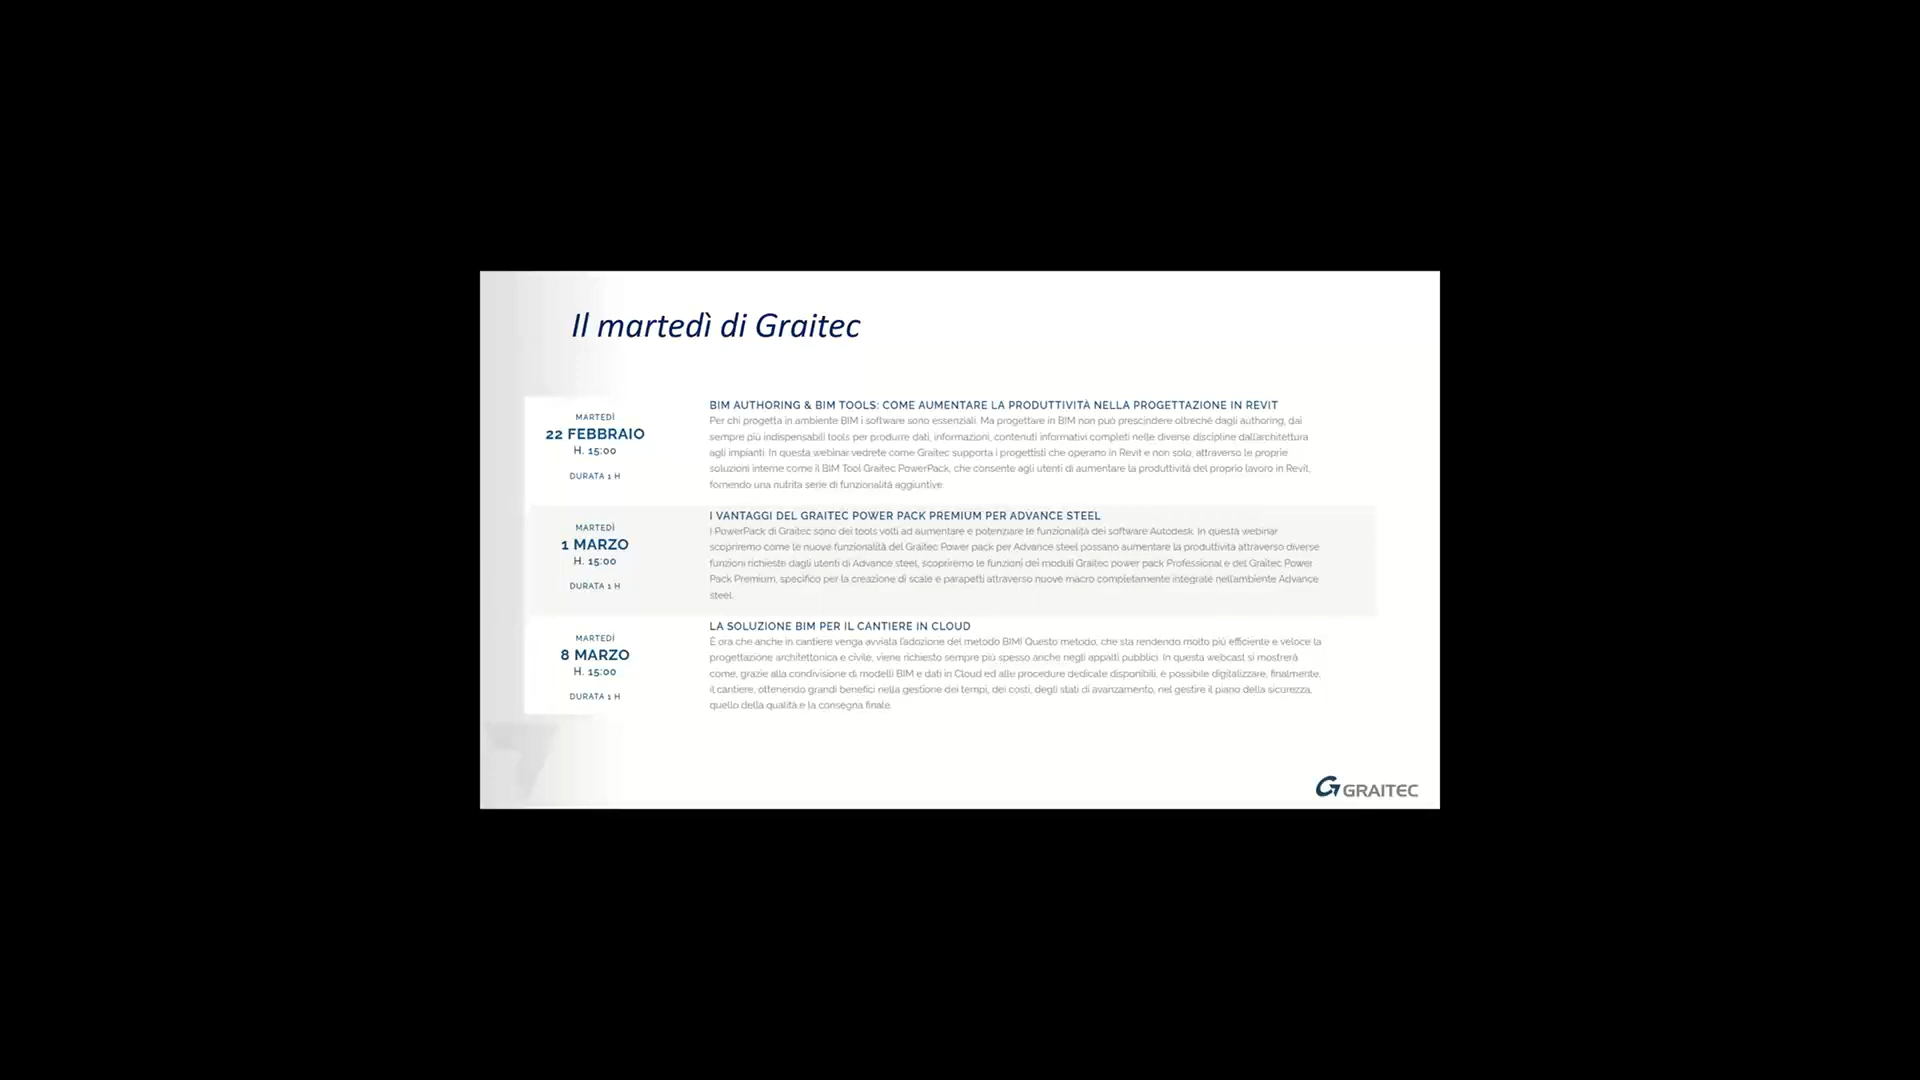 Il martedì di Graitec
MARTEDÌ
22 FEBBRAIO
H. 15:00
DURATA 1 H
BIM AUTHORING & BIM TOOLS: COME AUMENTARE LA PRODUTTIVITÀ NELLA PROGETTAZIONE IN REVIT
Per chi progetta in ambiente BIM i software sono essenziali. Ma progettare in BIM non può prescindere oltreché dagli authoring, dai
sempre più indispensabili tools per produrre dati, informazioni, contenuti informativi completi nelle diverse discipline dall'architettura
agli impianti. In questa webinar vedrete come Graitec supporta i progettisti che operano in Revit e non solo, attraverso le proprie
soluzioni interne come il BIM Tool Graitec PowerPack, che consente agli utenti di aumentare la produttività del proprio lavoro in Revit,
fornendo una nutrita serie di funzionalità aggiuntive.
MARTEDÌ
1 MARZO
H. 15:00
DURATA 1 H
I VANTAGGI DEL GRAITEC POWER PACK PREMIUM PER ADVANCE STEEL
I PowerPack di Graitec sono dei tools volti ad aumentare e potenziare le funzionalità dei software Autodesk. In questa webinar
scopriremo come le nuove funzionalità del Graitec Power pack per Advance steel possano aumentare la produttività attraverso diverse
funzioni richieste dagli utenti di Advance steel, scopriremo le funzioni dei moduli Graitec power pack Professional e del Graitec Power
Pack Premium, specifico per la creazione di scale e parapetti attraverso nuove macro completamente integrate nell'ambiente Advance
steel.
MARTEDÌ
8 MARZO
H. 15:00
DURATA 1 H
LA SOLUZIONE BIM PER IL CANTIERE IN CLOUD
È ora che anche in cantiere venga avviata l'adozione del metodo BIM! Questo metodo, che sta rendendo molto più efficiente e veloce la
progettazione architettonica e civile, viene richiesto sempre più spesso anche negli appalti pubblici. In questa webcast si mostrerà
come, grazie alla condivisione di modelli BIM e dati in Cloud ed alle procedure dedicate disponibili, è possibile digitalizzare, finalmente,
il cantiere, ottenendo grandi benefici nella gestione dei tempi, dei costi, degli stati di avanzamento, nel gestire il piano della sicurezza,
quello della qualità e la consegna finale.
GRAITEC